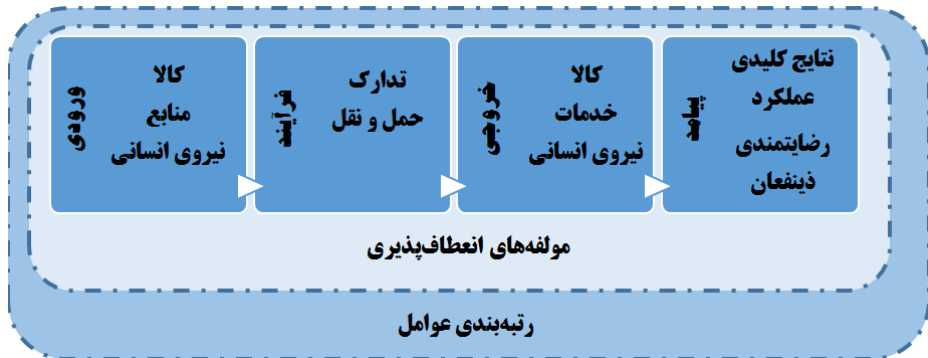 ورودی
کالا
منابع
نیروی انسانی
فرآیند
تدارک
حمل و نقل
خروجی
کالا
خدمات
نیروی انسانی
پیامد
نتایج کلیدی
عملکرد
رضایتمندی
ذینفعان
مولفه‌های انعطاف‌پذیری
رتبه‌بندی عوامل